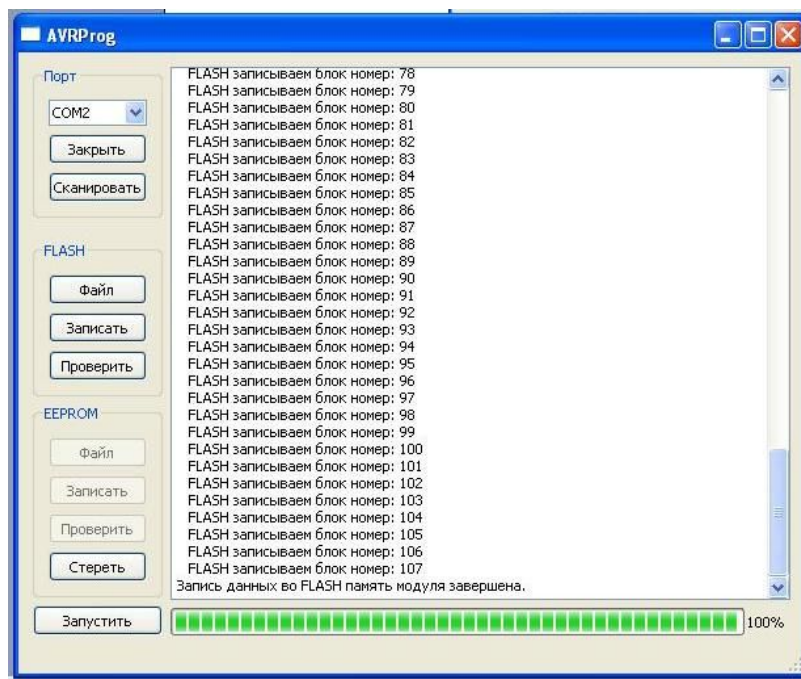 AVRProg
Порт
COM2
Закрыть
Сканировать
FLASH
Файл
Записать
Проверить
EEPROM
Файл
Записать
Проверить
Стереть
Запустить
FLASH записываем блок номер: 78
FLASH записываем блок номер: 79
FLASH записываем блок номер: 80
FLASH записываем блок номер: 81
FLASH записываем блок номер: 82
FLASH записываем блок номер: 83
FLASH записываем блок номер: 84
FLASH записываем блок номер: 85
FLASH записываем блок номер: 86
FLASH записываем блок номер: 87
FLASH записываем блок номер: 88
FLASH записываем блок номер: 89
FLASH записываем блок номер: 90
FLASH записываем блок номер: 91
FLASH записываем блок номер: 92
FLASH записываем блок номер: 93
FLASH записываем блок номер: 94
FLASH записываем блок номер: 95
FLASH записываем блок номер: 96
FLASH записываем блок номер: 97
FLASH записываем блок номер: 98
FLASH записываем блок номер: 99
FLASH записываем блок номер: 100
FLASH записываем блок номер: 101
FLASH записываем блок номер: 102
FLASH записываем блок номер: 103
FLASH записываем блок номер: 104
FLASH записываем блок номер: 105
FLASH записываем блок номер: 106
FLASH записываем блок номер: 107
Запись данных во FLASH память модуля завершена.
100%